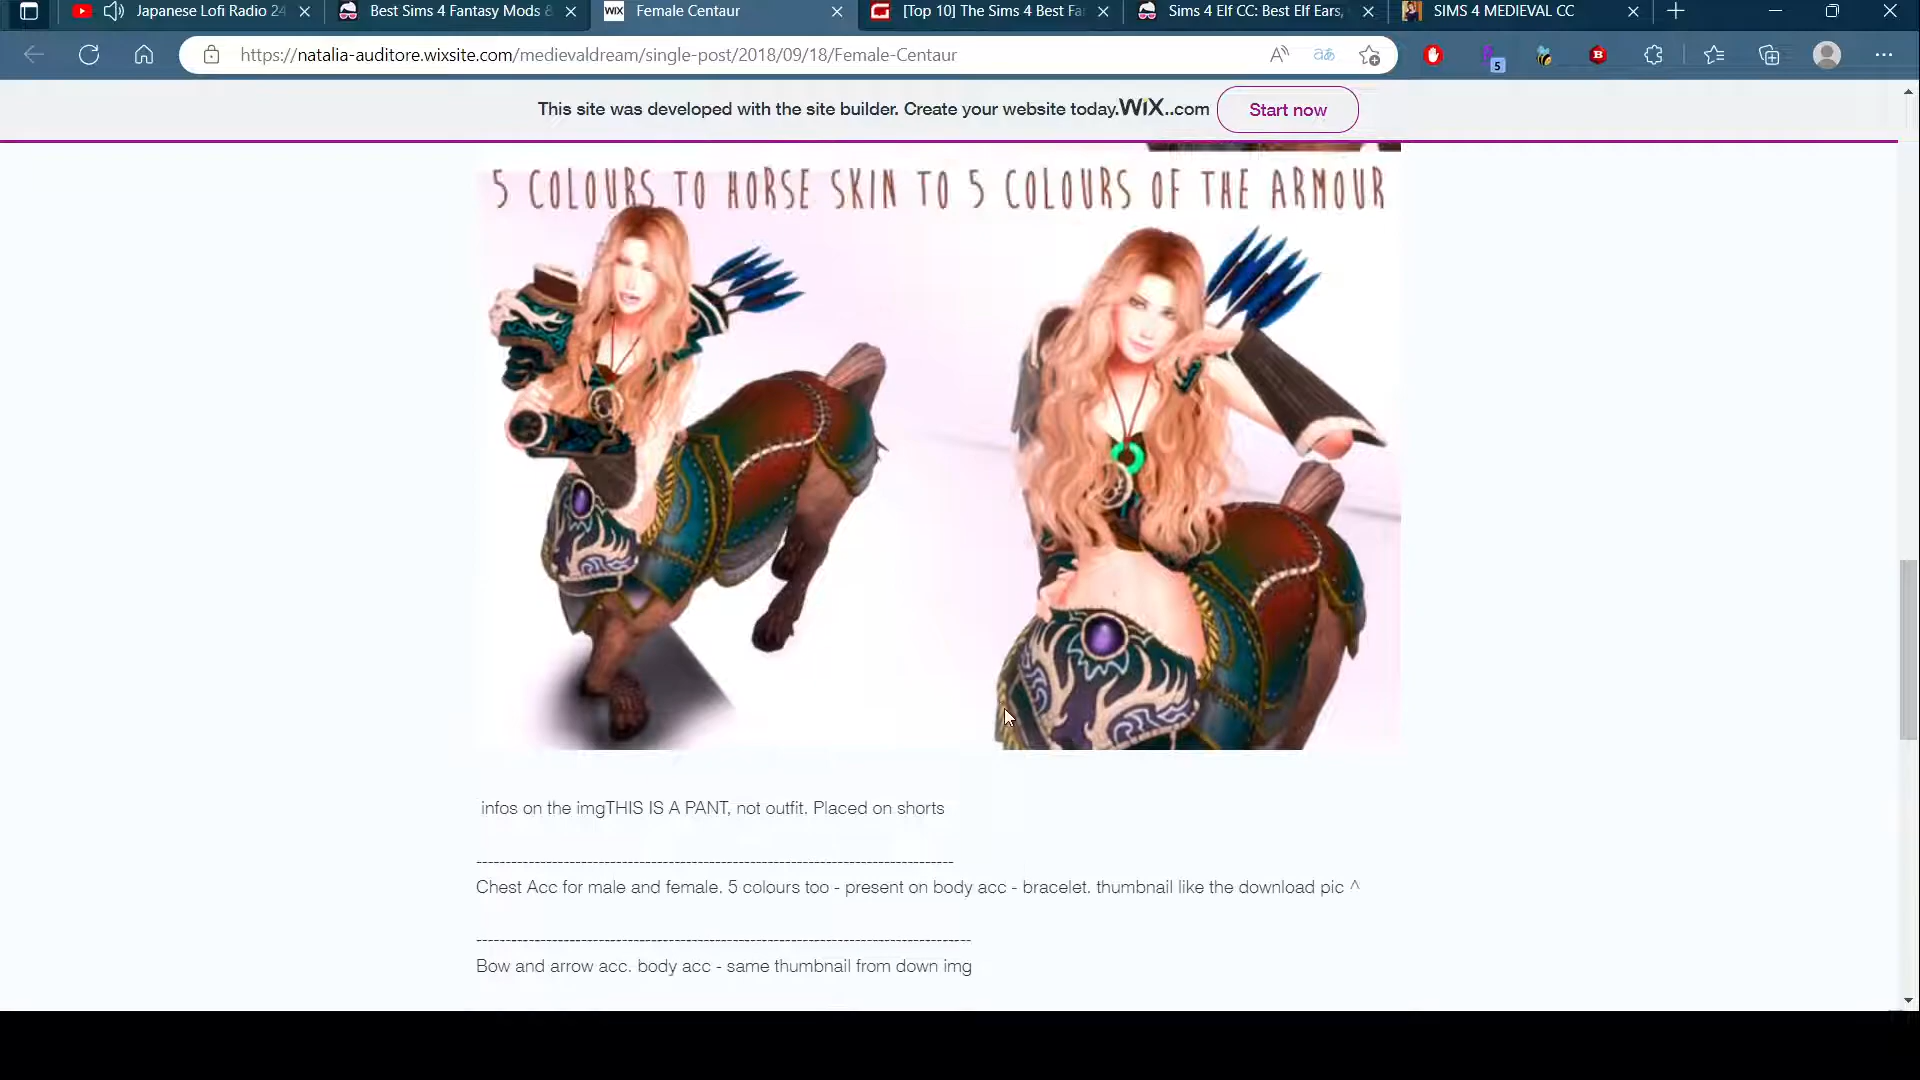 Japanese Lofi Radio 24
Best Sims 4 Fantasy Mods &
WIX
Female Centaur
[Top 10] The Sims 4 Best Fa
Sims 4 Elf CC: Best Elf Ears,
SIMS 4 MEDIEVAL CC
https://natalia-auditore.wixsite.com/medievaldream/single-post/2018/09/18/Female-Centaur
5
This site was developed with the site builder. Create your website today.WiX.com
Start now
5 COLOURS TO HORSE SKIN TO 5 COLOURS OF THE ARMOUR
infos on the imgTHIS IS A PANT, not outfit. Placed on shorts
Chest Acc for male and female. 5 colours too - present on body acc - bracelet. thumbnail like the download pic ^
Bow and arrow acc. body acc - same thumbnail from down img